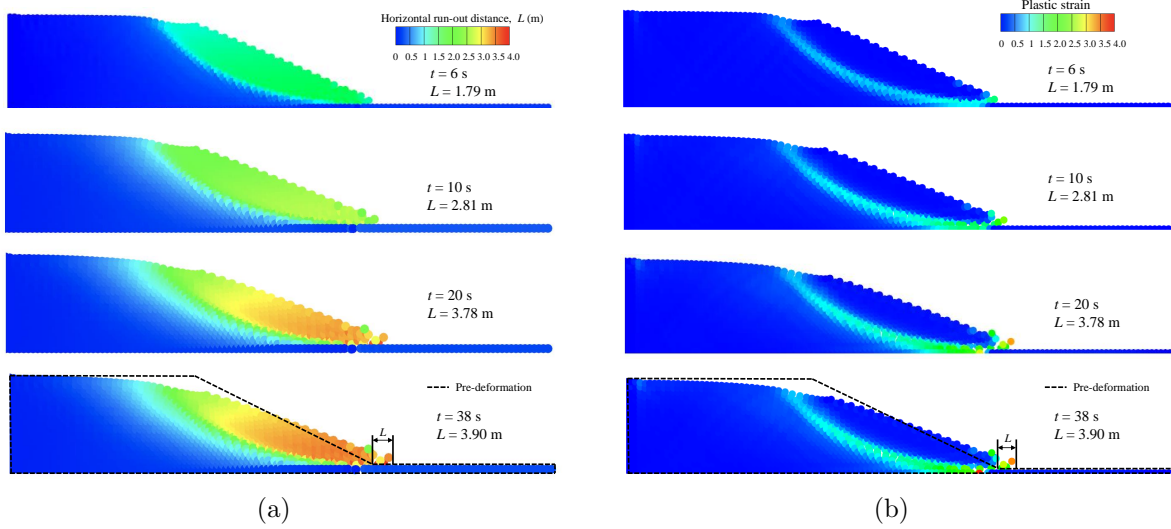 Horizontal run-out distance, L (m)
0 0.5 1 1.5 2.0 2.5 3.0 3.5 4.0
t = 6 s
L = 1.79 m
t = 10 s
L = 2.81 m
t = 20 s
L = 3.78 m
Pre-deformation
t = 38 s
L = 3.90 m
L
(a)
Plastic strain
0 0.5 1 1.5 2.0 2.5 3.0 3.5 4.0
t = 6 s
L = 1.79 m
t = 10 s
L = 2.81 m
t = 20 s
L = 3.78 m
Pre-deformation
t = 38 s
L = 3.90 m
L
(b)